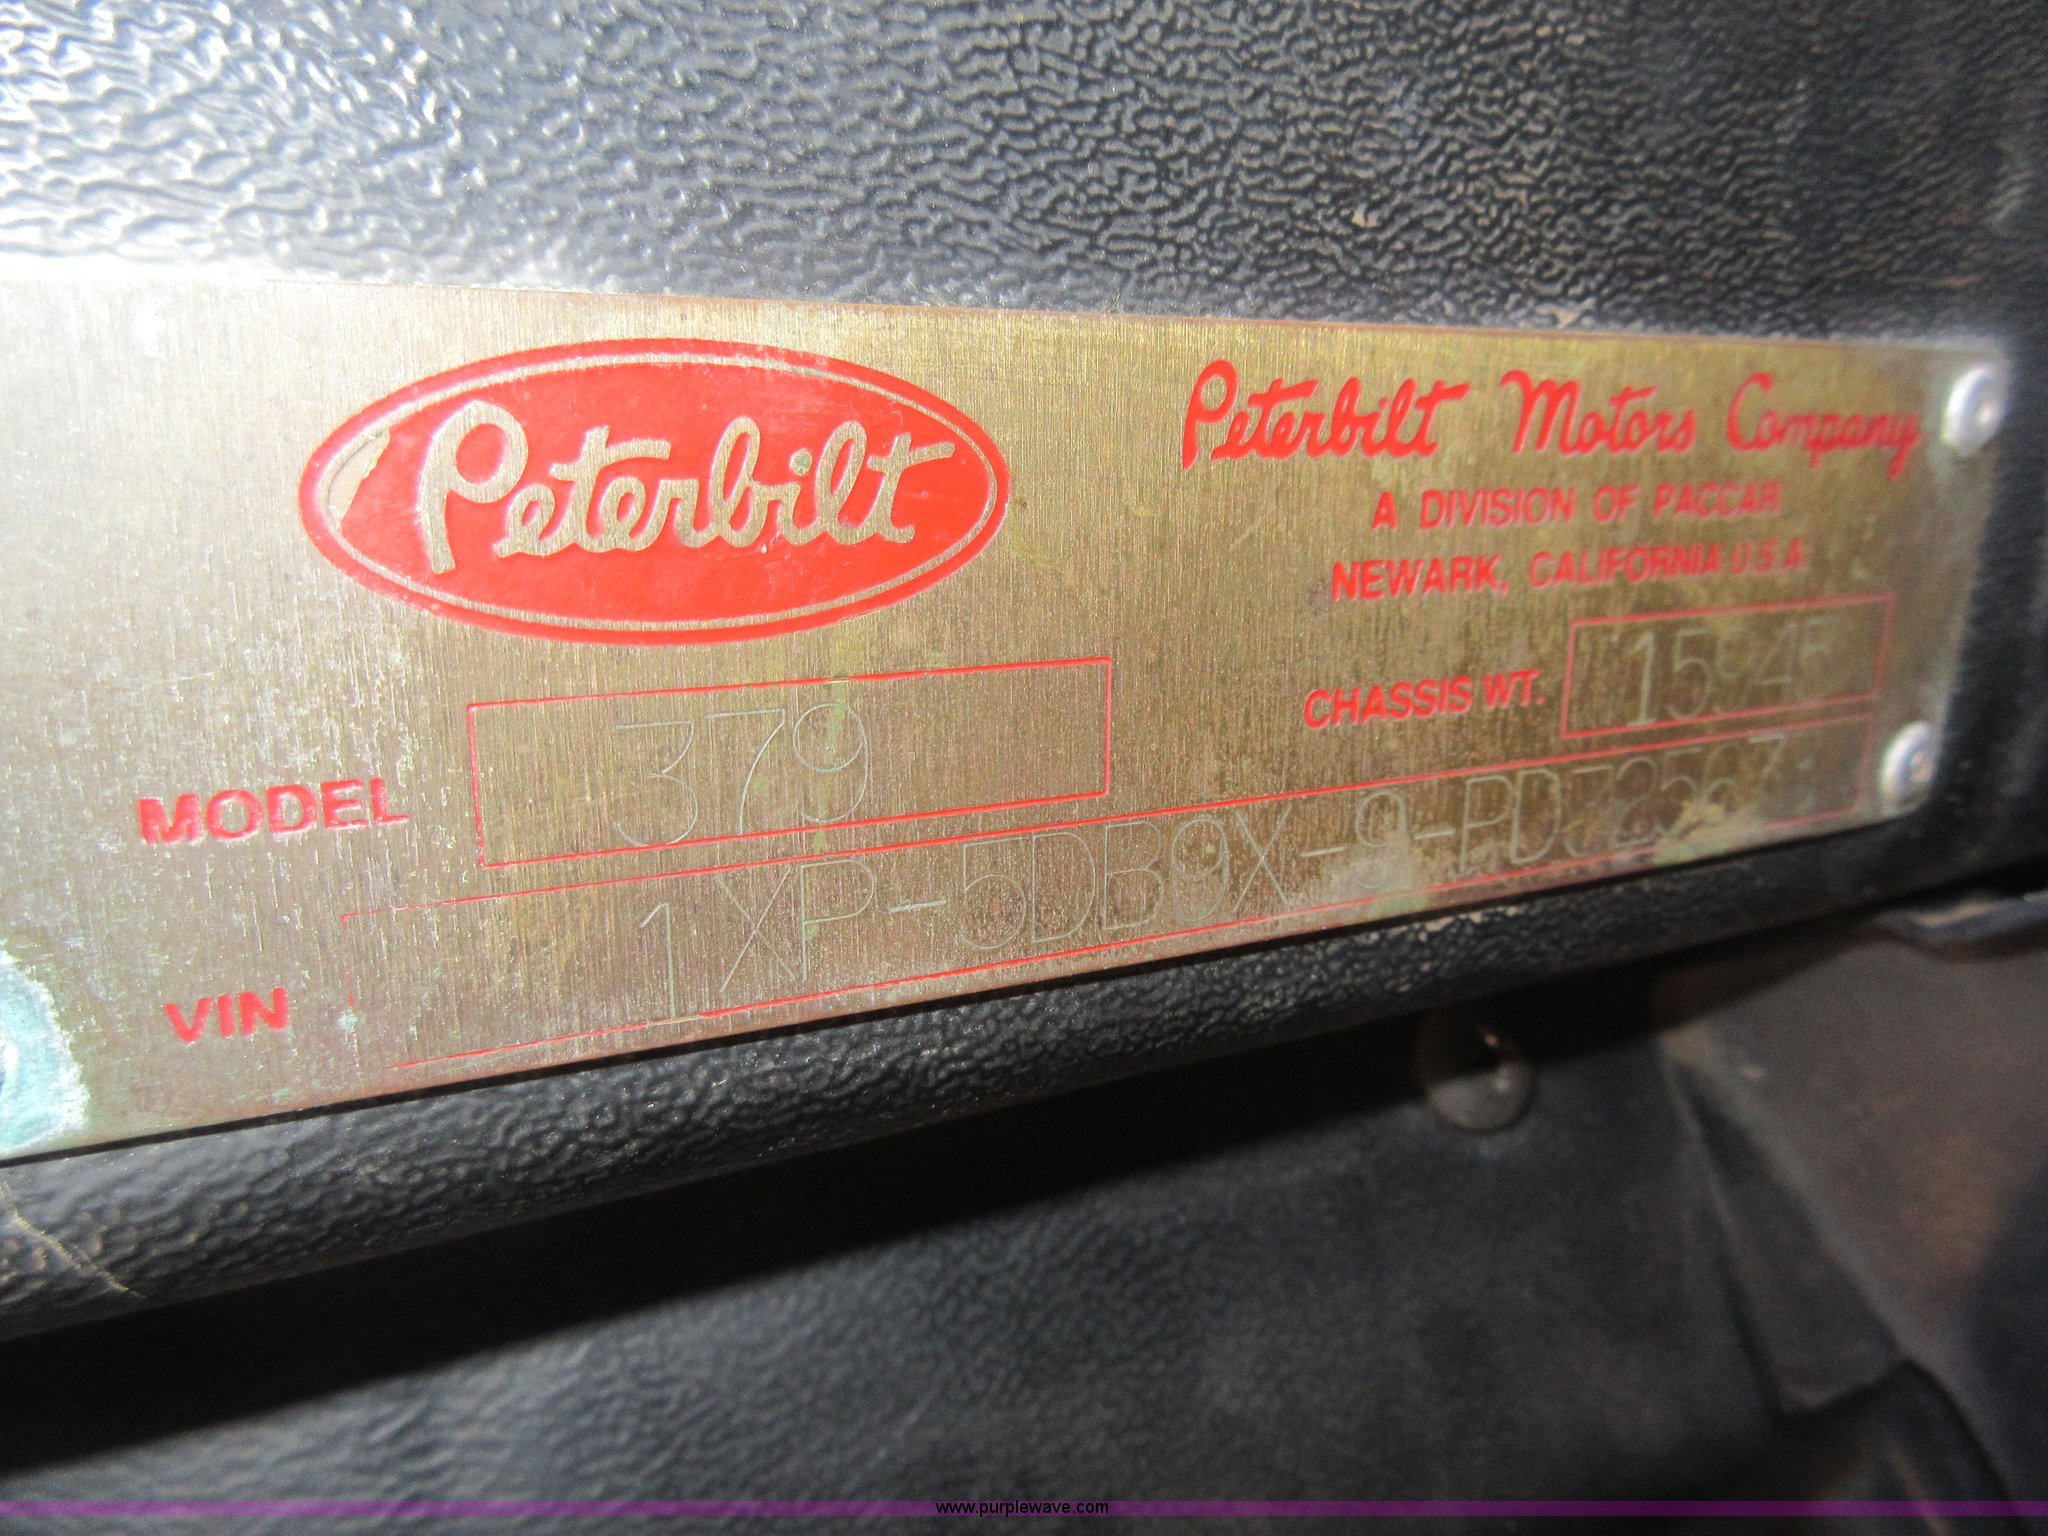 Peterbilt
Peterbilt Motors Company
A DIVISION OF PACCAR
NEWARK, CALIFORNIA U.S.A.
CHASSIS WT.
MODEL 379
VIN
www.purplewave.com